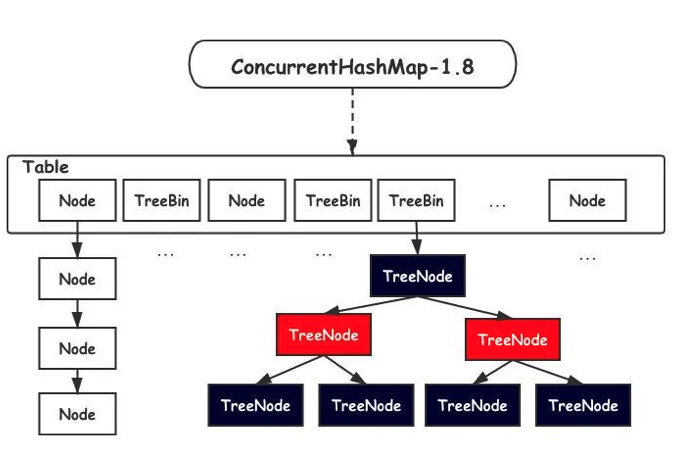 ConcurrentHashMap-1.8
Table
Node TreeBin Node TreeBin TreeBin ... Node
... ... ... ...
Node
TreeNode
TreeNode TreeNode
Node
TreeNode TreeNode TreeNode TreeNode
Node